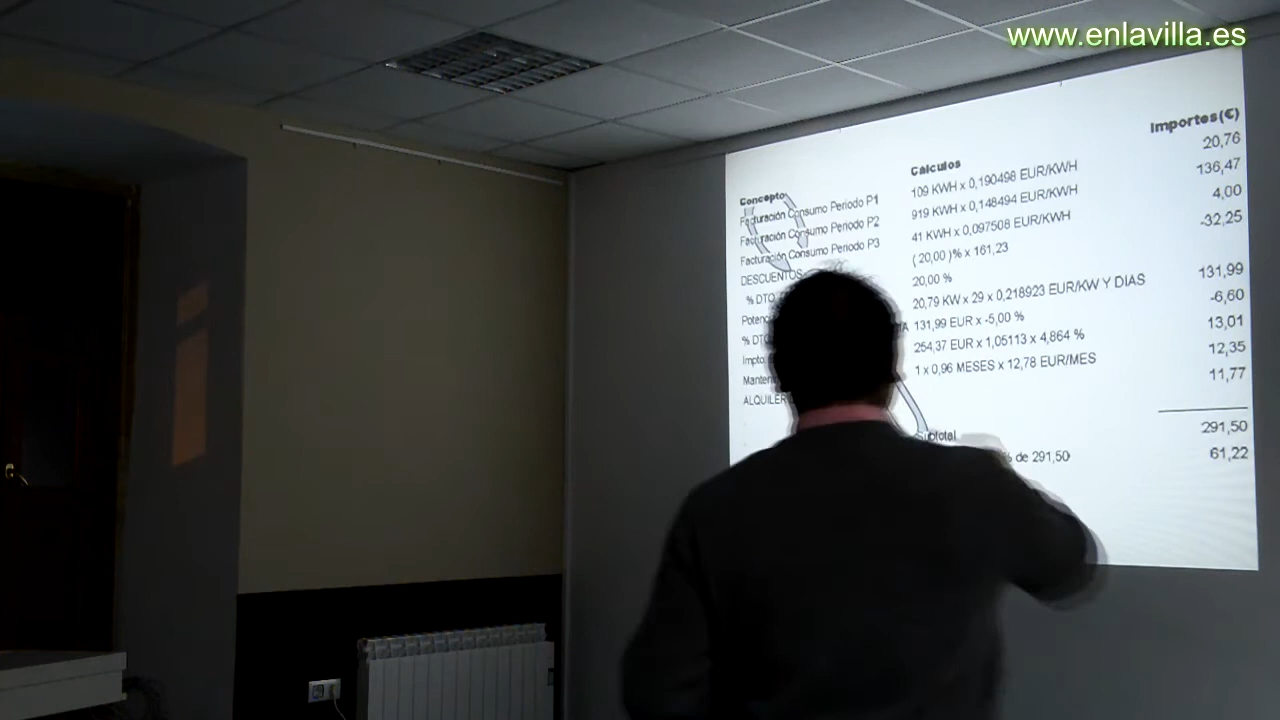 www.enlavilla.es
Concepto Cálculos Importes(€)
Facturación Consumo Periodo P1 109 KWH x 0,190498 EUR/KWH 20,76
Facturación Consumo Periodo P2 919 KWH x 0,148494 EUR/KWH 136,47
Facturación Consumo Periodo P3 41 KWH x 0,097508 EUR/KWH 4,00
DESCUENTOS (20,00)% x 161,23 -32,25
% DTO 20,00 %
20,79 KW x 29 x 0,218923 EUR/KW Y DIAS 131,99
% 131,99 EUR x -5,00 % -6,60
Impto. 254,37 EUR x 1,05113 x 4,864 % 13,01
1 x 0,96 MESES x 12,78 EUR/MES 12,35
ALQUILER 11,77
Subtotal 291,50
% de 291,50 61,22